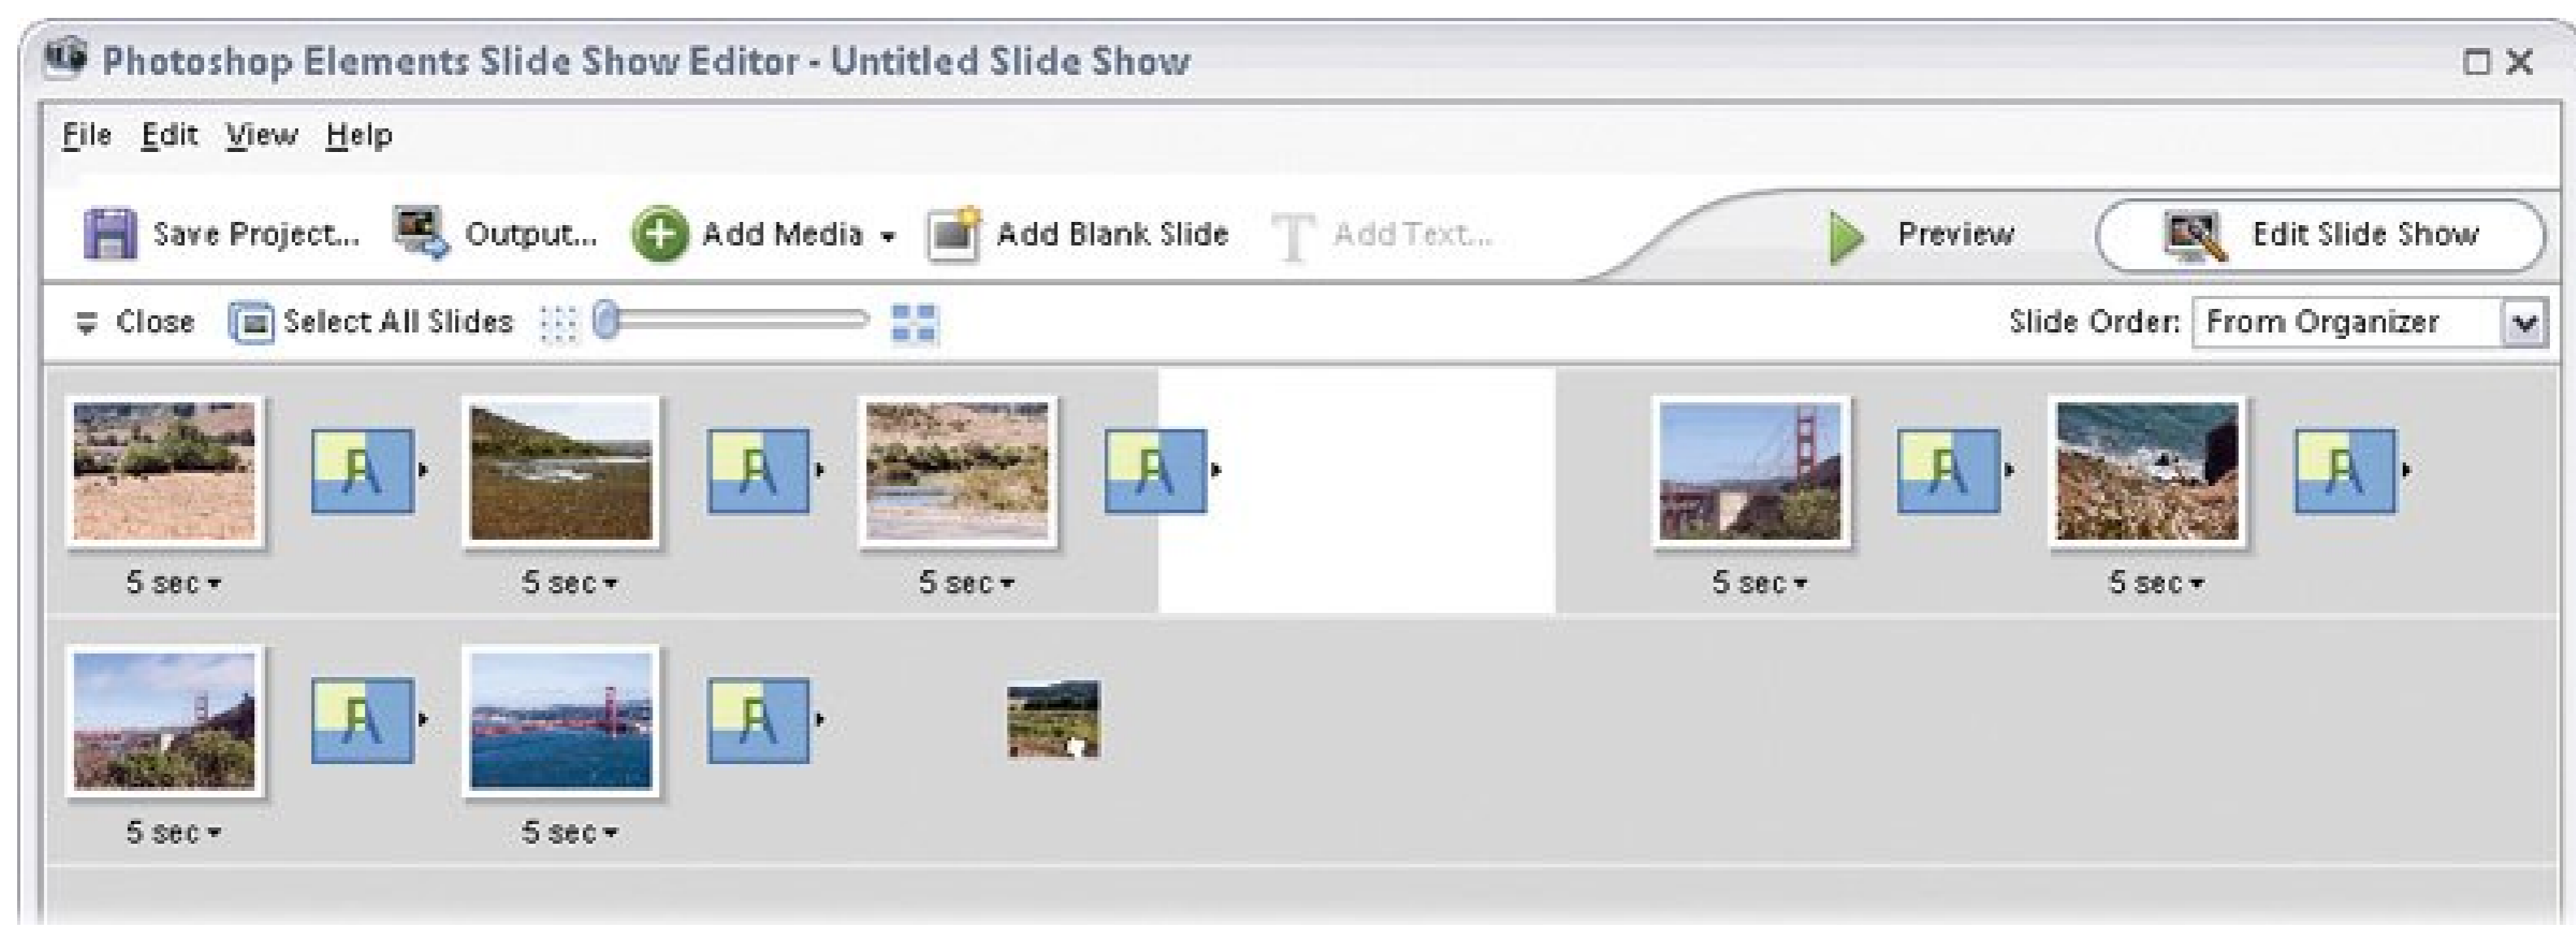 Photoshop Elements Slide Show Editor - Untitled Slide Show
File Edit View Help
Save Project... Output... Add Media Add Blank Slide T Add Text... Preview Edit Slide Show
Close Select All Slides Slide Order: From Organizer
A A A A A
5 sec 5 sec 5 sec 5 sec 5 sec
A A
5 sec 5 sec